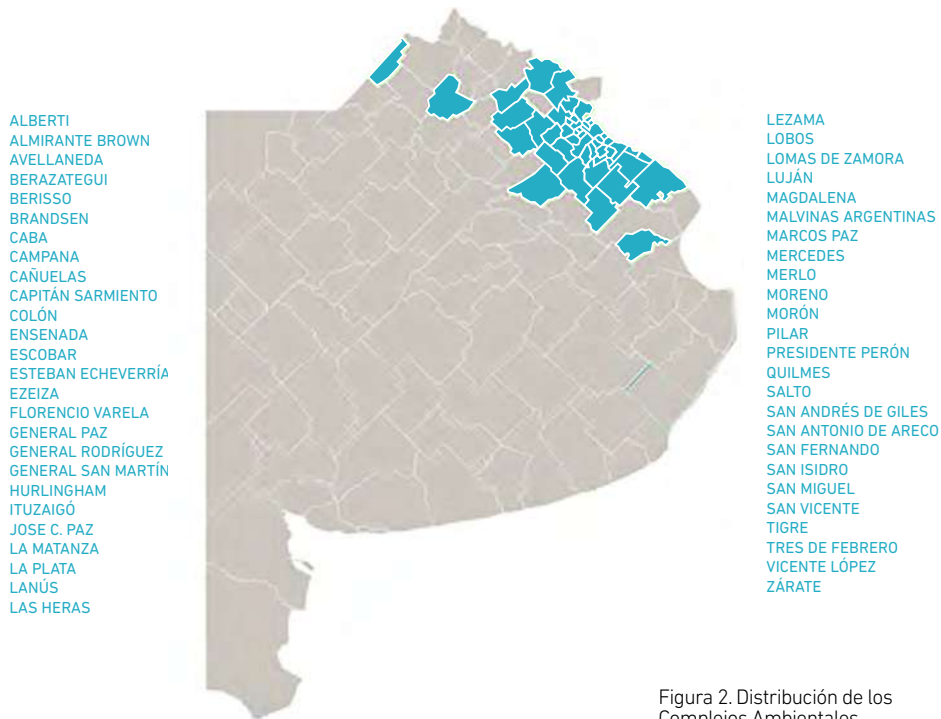 ALBERTI
ALMIRANTE BROWN
AVELLANEDA
BERAZATEGUI
BERISSO
BRANDSEN
CABA
CAMPANA
CAÑUELAS
CAPITÁN SARMIENTO
COLÓN
ENSENADA
ESCOBAR
ESTEBAN ECHEVERRÍA
EZEIZA
FLORENCIO VARELA
GENERAL PAZ
GENERAL RODRÍGUEZ
GENERAL SAN MARTÍN
HURLINGHAM
ITUZAIGÓ
JOSE C. PAZ
LA MATANZA
LA PLATA
LANÚS
LAS HERAS
LEZAMA
LOBOS
LOMAS DE ZAMORA
LUJÁN
MAGDALENA
MALVINAS ARGENTINAS
MARCOS PAZ
MERCEDES
MERLO
MORENO
MORÓN
PILAR
PRESIDENTE PERÓN
QUILMES
SALTO
SAN ANDRÉS DE GILES
SAN ANTONIO DE ARECO
SAN FERNANDO
SAN ISIDRO
SAN MIGUEL
SAN VICENTE
TIGRE
TRES DE FEBRERO
VICENTE LÓPEZ
ZÁRATE
Figura 2. Distribución de los
Complejos Ambientales